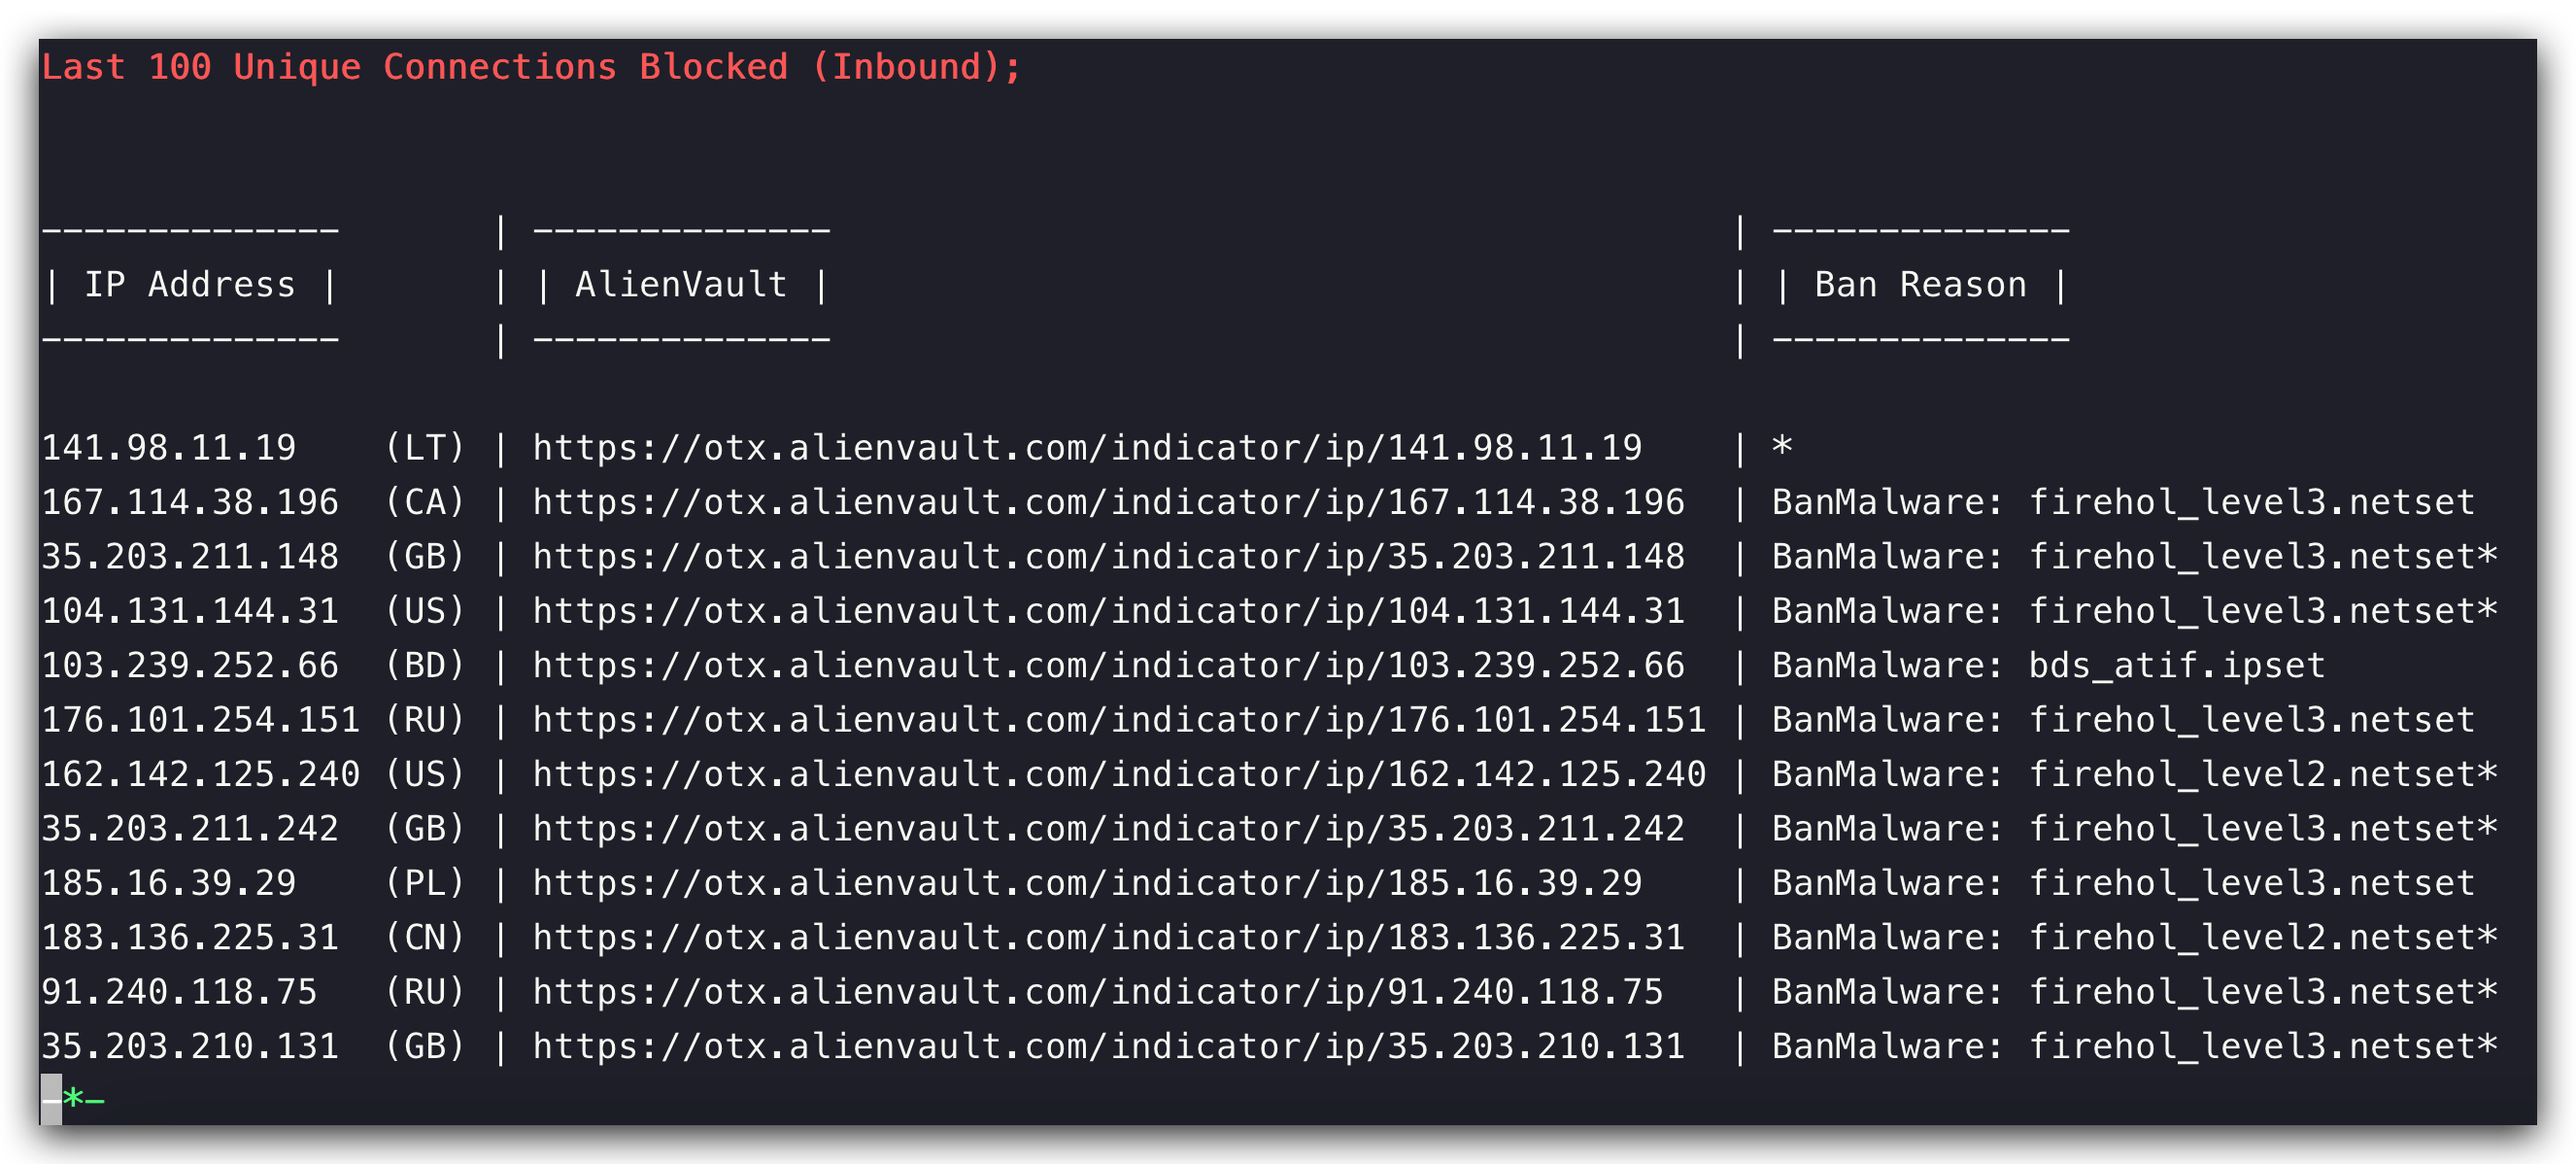 Last 100 Unique Connections Blocked (Inbound);
--------------       | --------------                                          | --------------
| IP Address |       | | AlienVault |                                          | | Ban Reason |
--------------       | --------------                                          | --------------
141.98.11.19    (LT) | https://otx.alienvault.com/indicator/ip/141.98.11.19    | *
167.114.38.196  (CA) | https://otx.alienvault.com/indicator/ip/167.114.38.196  | BanMalware: firehol_level3.netset
35.203.211.148  (GB) | https://otx.alienvault.com/indicator/ip/35.203.211.148  | BanMalware: firehol_level3.netset*
104.131.144.31  (US) | https://otx.alienvault.com/indicator/ip/104.131.144.31  | BanMalware: firehol_level3.netset*
103.239.252.66  (BD) | https://otx.alienvault.com/indicator/ip/103.239.252.66  | BanMalware: bds_atif.ipset
176.101.254.151 (RU) | https://otx.alienvault.com/indicator/ip/176.101.254.151 | BanMalware: firehol_level3.netset
162.142.125.240 (US) | https://otx.alienvault.com/indicator/ip/162.142.125.240 | BanMalware: firehol_level2.netset*
35.203.211.242  (GB) | https://otx.alienvault.com/indicator/ip/35.203.211.242  | BanMalware: firehol_level3.netset*
185.16.39.29    (PL) | https://otx.alienvault.com/indicator/ip/185.16.39.29    | BanMalware: firehol_level3.netset
183.136.225.31  (CN) | https://otx.alienvault.com/indicator/ip/183.136.225.31  | BanMalware: firehol_level2.netset*
91.240.118.75   (RU) | https://otx.alienvault.com/indicator/ip/91.240.118.75   | BanMalware: firehol_level3.netset*
35.203.210.131  (GB) | https://otx.alienvault.com/indicator/ip/35.203.210.131  | BanMalware: firehol_level3.netset*
-*-